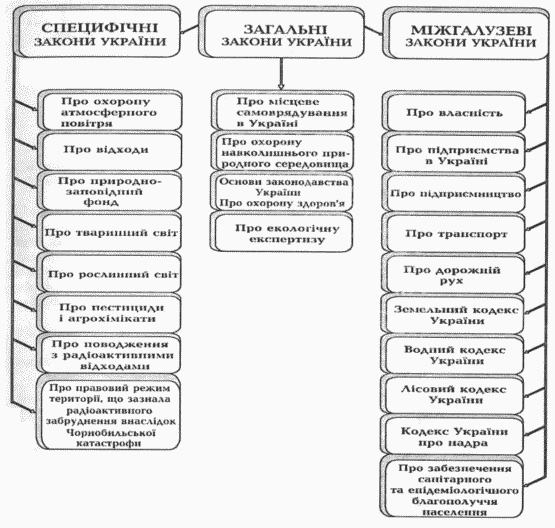 СПЕЦИФІЧНІ
ЗАКОНИ УКРАЇНИ
ЗАГАЛЬНІ
ЗАКОНИ УКРАЇНИ
МІЖГАЛУЗЕВІ
ЗАКОНИ УКРАЇНИ
Про охорону
атмосферного
повітря
Про відходи
Про природно-
заповідний
фонд
Про тваринний світ
Про рослинний світ
Про пестициди
і агрохімікати
Про поводження
з радіоактивними
відходами
Про правовий режим
території, що зазнала
радіоактивного
забруднення внаслідок
Чорнобильської
катастрофи
Про місцеве
самоврядування
в Україні
Про охорону
навколишнього при-
родного середовища
Основи законодавства
України
Про охорону здоров'я
Про екологічну
експертизу
Про власність
Про підприємства
в Україні
Про підприємництво
Про транспорт
Про дорожній
рух
Земельний кодекс
України
Водний кодекс
України
Лісовий кодекс
України
Кодекс України
про надра
Про забезпечення
санітарного
та епідеміологічного
благополуччя
населення